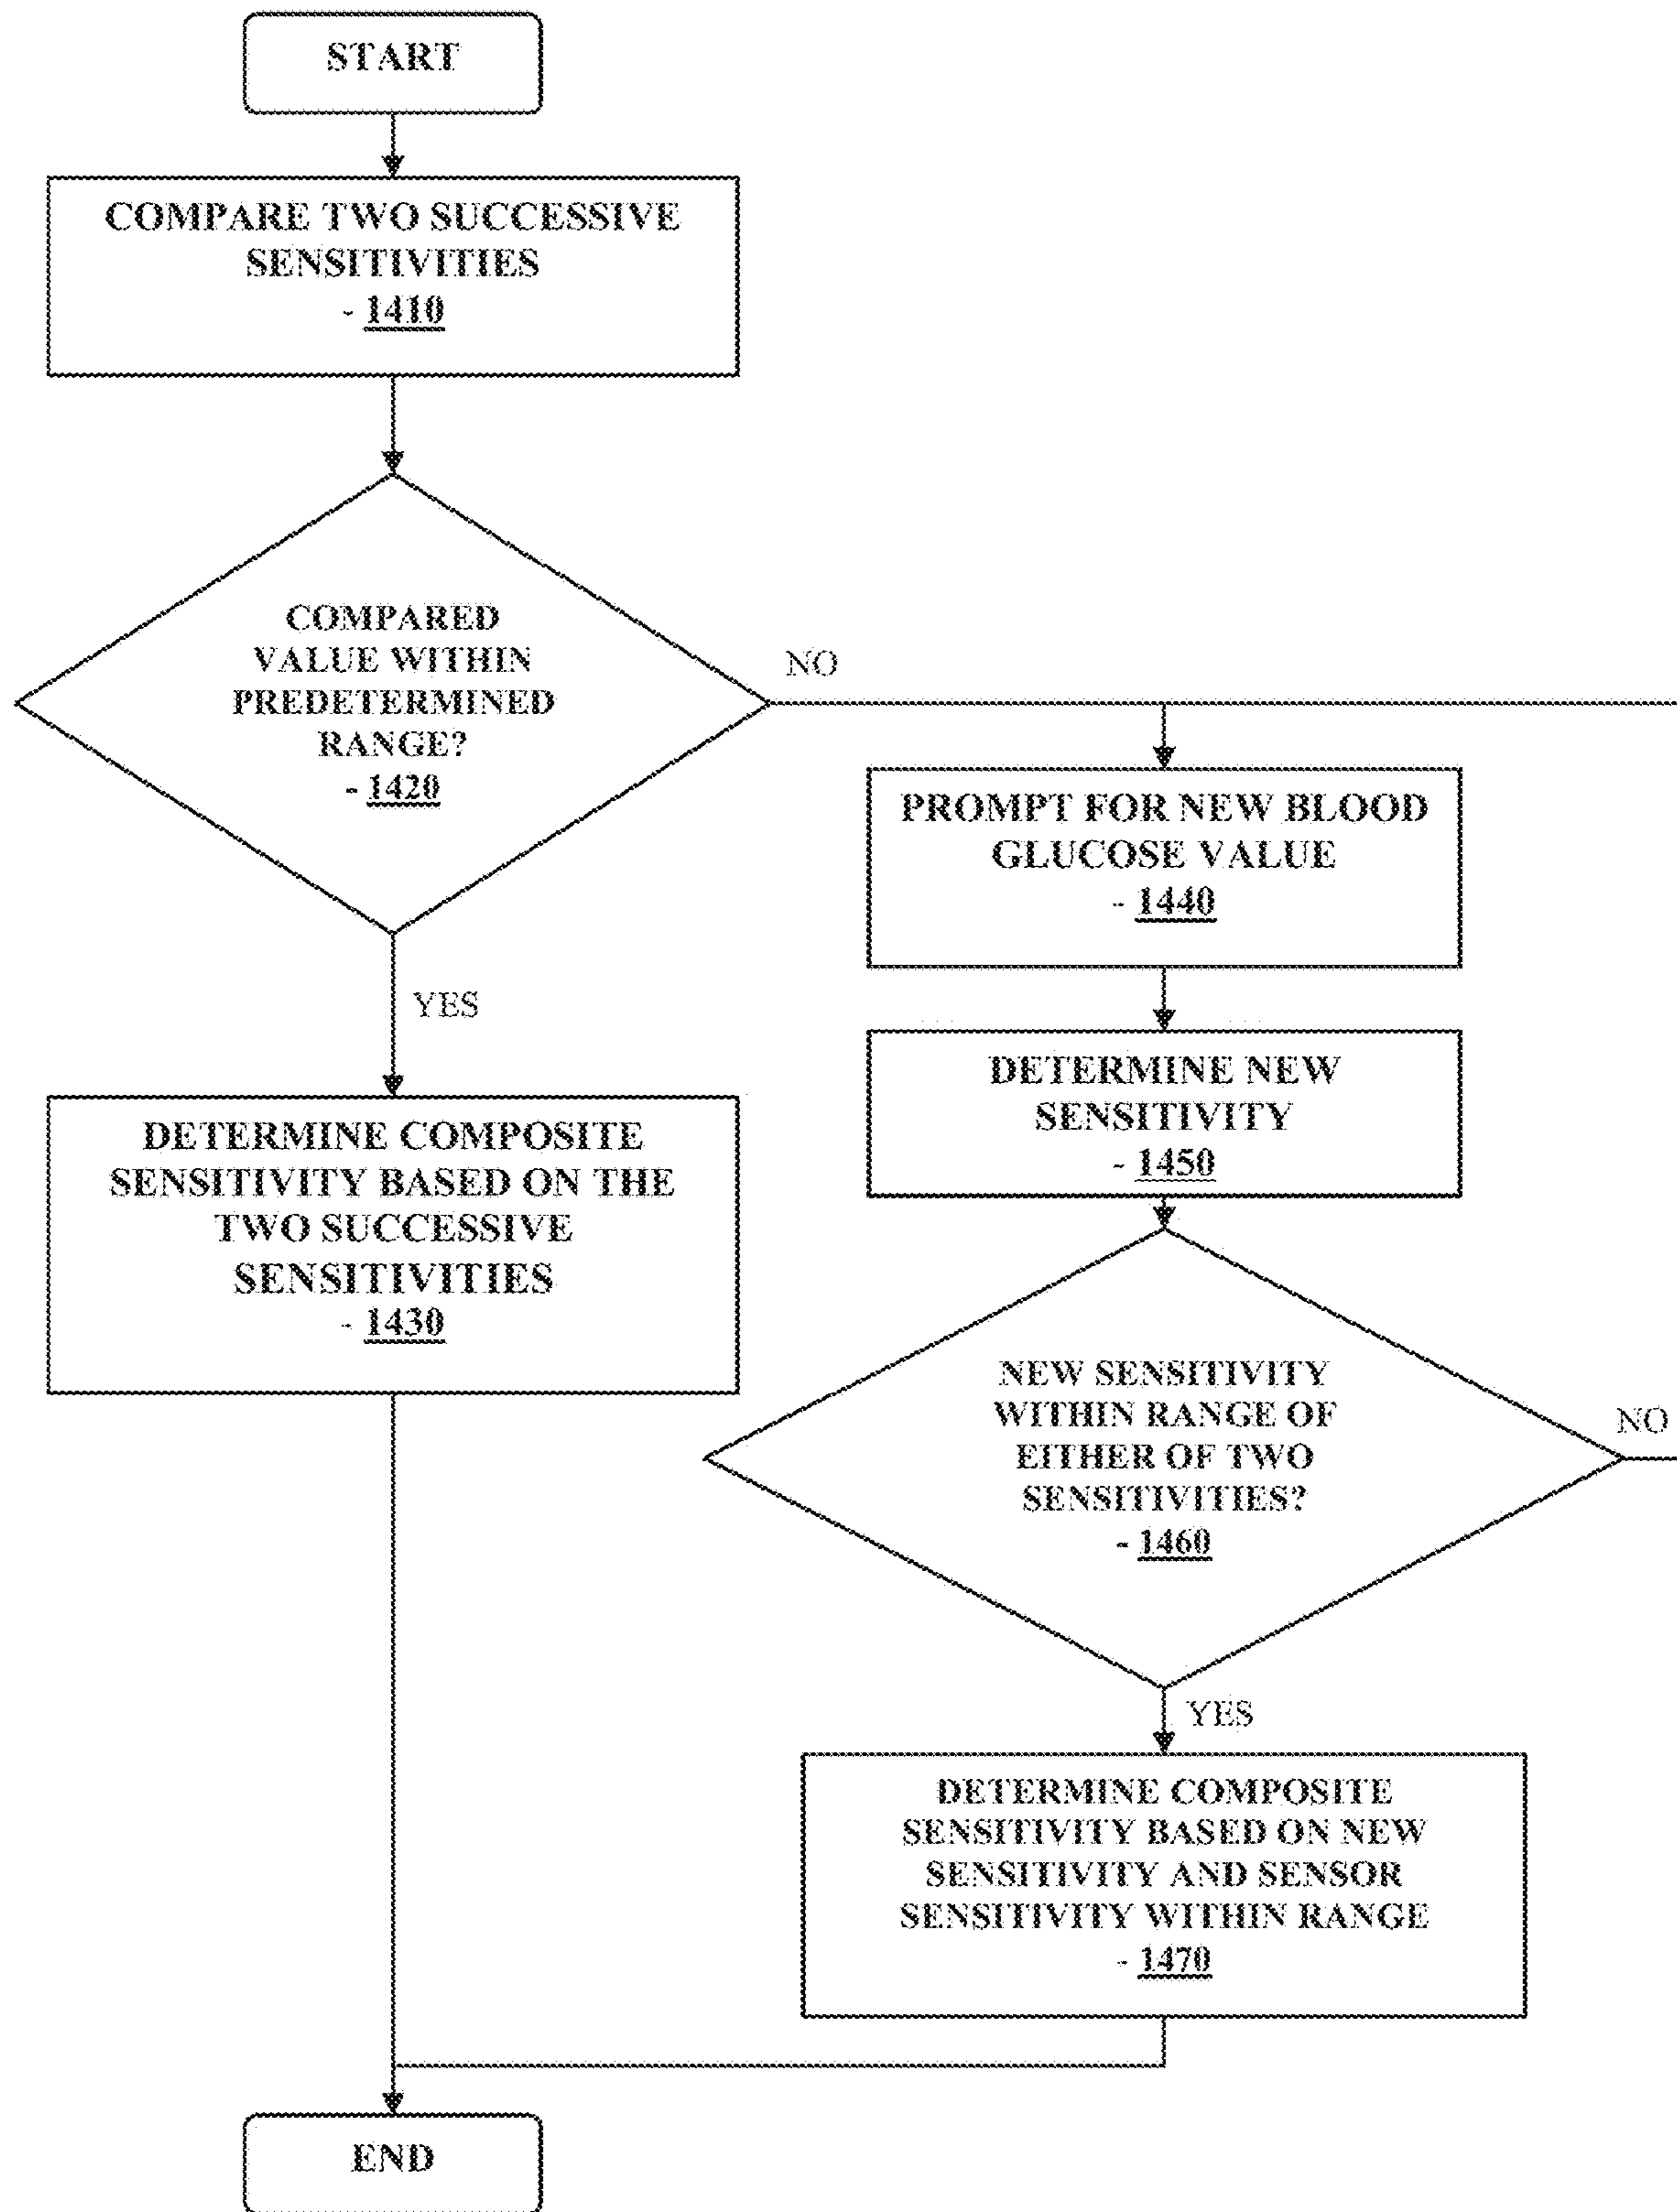 START
COMPARE TWO SUCCESSIVE
SENSITIVITIES
- 1410
COMPARED
VALUE WITHIN
PREDETERMINED
RANGE?
- 1420
NO
YES
DETERMINE COMPOSITE
SENSITIVITY BASED ON THE
TWO SUCCESSIVE
SENSITIVITIES
- 1430
PROMPT FOR NEW BLOOD
GLUCOSE VALUE
- 1440
DETERMINE NEW
SENSITIVITY
- 1450
NEW SENSITIVITY
WITHIN RANGE OF
EITHER OF TWO
SENSITIVITIES?
- 1460
NO
YES
DETERMINE COMPOSITE
SENSITIVITY BASED ON NEW
SENSITIVITY AND SENSOR
SENSITIVITY WITHIN RANGE
- 1470
END